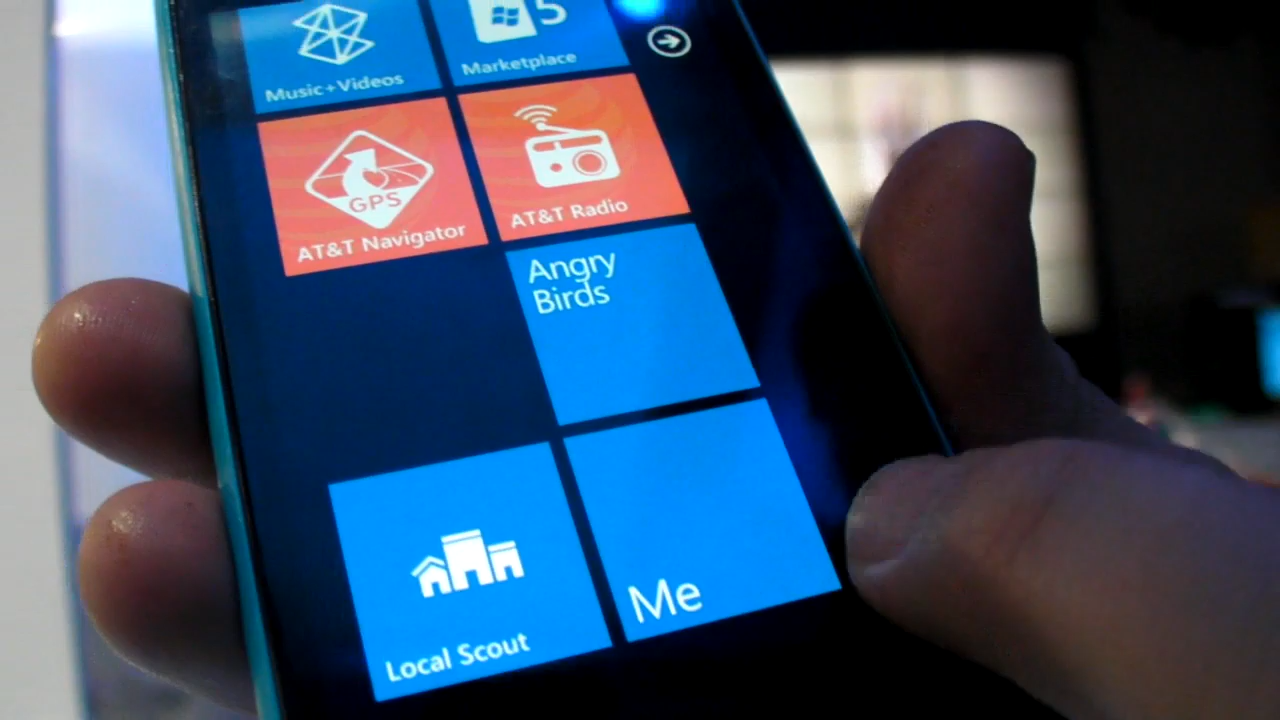 Music+Videos
5
Marketplace
GPS
AT&T Navigator
AT&T Radio
Angry
Birds
Local Scout
Me